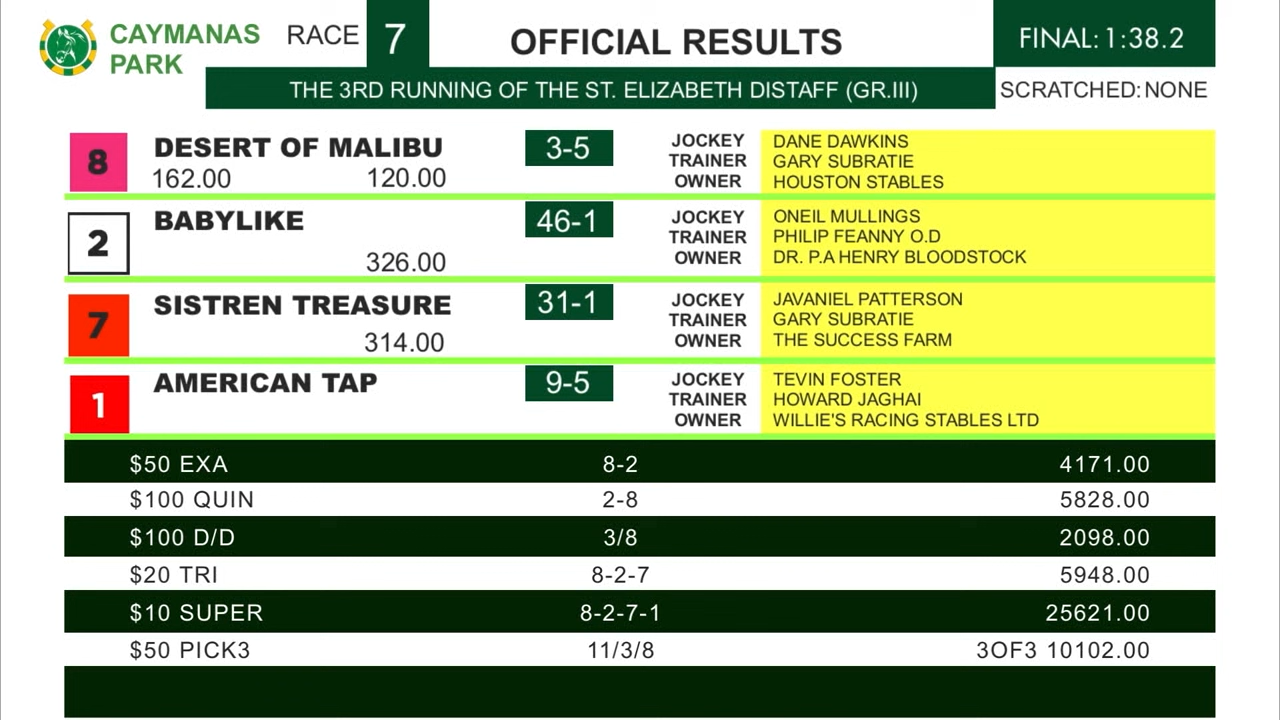 CAYMANAS PARK
RACE 7
OFFICIAL RESULTS
FINAL: 1:38.2
THE 3RD RUNNING OF THE ST. ELIZABETH DISTAFF (GR.III)
SCRATCHED: NONE
8 DESERT OF MALIBU 3-5
162.00 120.00
JOCKEY DANE DAWKINS
TRAINER GARY SUBRATIE
OWNER HOUSTON STABLES
2 BABYLIKE 46-1
326.00
JOCKEY ONEIL MULLINGS
TRAINER PHILIP FEANNY O.D
OWNER DR. P.A HENRY BLOODSTOCK
7 SISTREN TREASURE 31-1
314.00
JOCKEY JAVANIEL PATTERSON
TRAINER GARY SUBRATIE
OWNER THE SUCCESS FARM
1 AMERICAN TAP 9-5
JOCKEY TEVIN FOSTER
TRAINER HOWARD JAGHAI
OWNER WILLIE'S RACING STABLES LTD
$50 EXA 8-2 4171.00
$100 QUIN 2-8 5828.00
$100 D/D 3/8 2098.00
$20 TRI 8-2-7 5948.00
$10 SUPER 8-2-7-1 25621.00
$50 PICK3 11/3/8 3OF3 10102.00